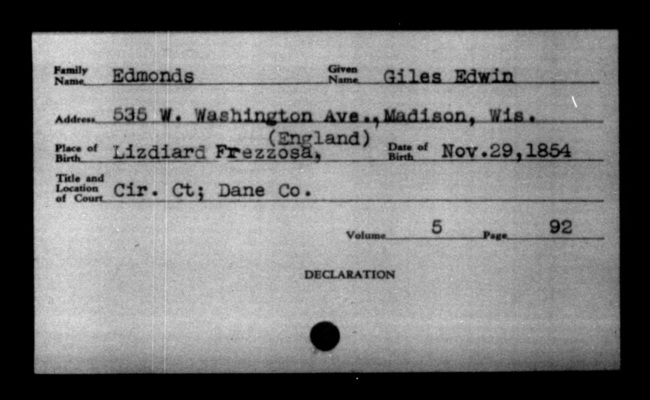 Family Name Edmonds Given Name Giles Edwin
Address 535 W. Washington Ave., Madison, Wis.
(England)
Place of Birth Lizdiard Frezzosa, Date of Birth Nov.29,1854
Title and Location of Court Cir. Ct; Dane Co.
Volume 5 Page 92
DECLARATION